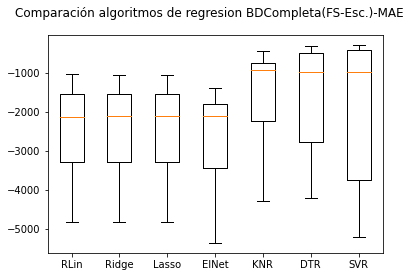 Comparación algoritmos de regresion BDCompleta(FS-Esc.)-MAE
−1000
−2000
−3000
−4000
−5000
RLin Ridge Lasso ElNet KNR DTR SVR